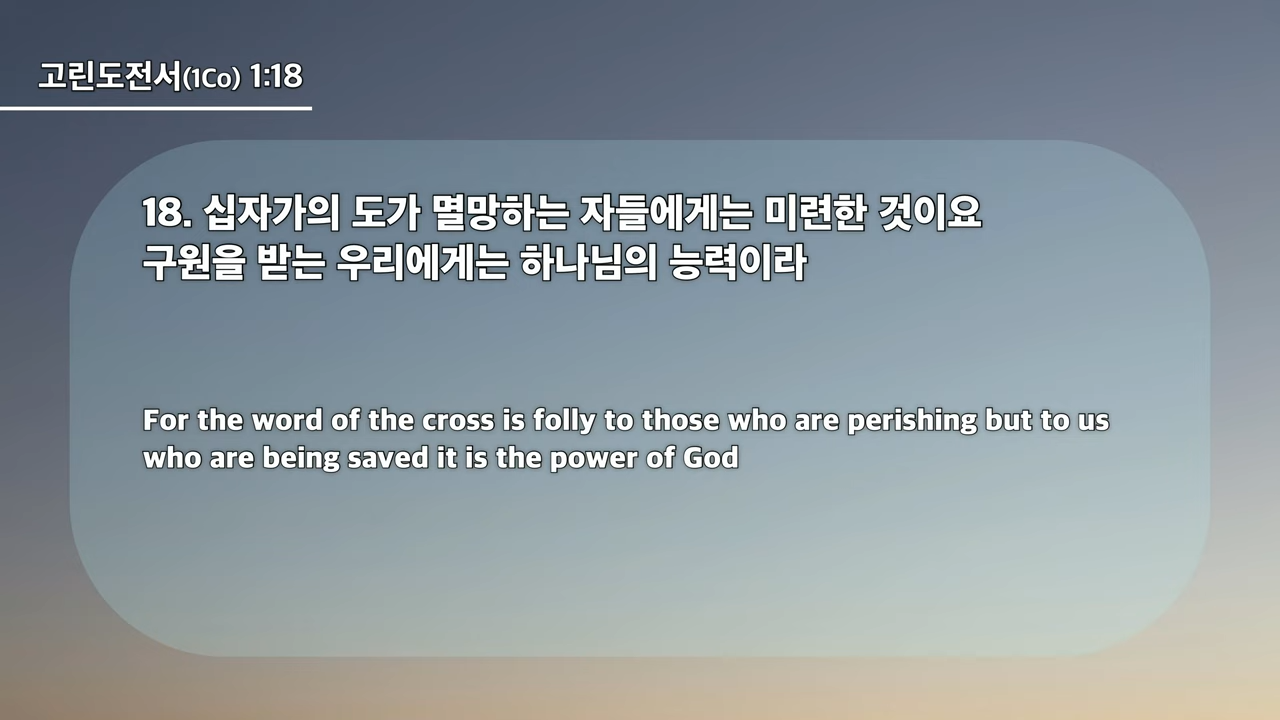 고린도전서(1Co) 1:18
18. 십자가의 도가 멸망하는 자들에게는 미련한 것이요
구원을 받는 우리에게는 하나님의 능력이라
For the word of the cross is folly to those who are perishing but to us
who are being saved it is the power of God